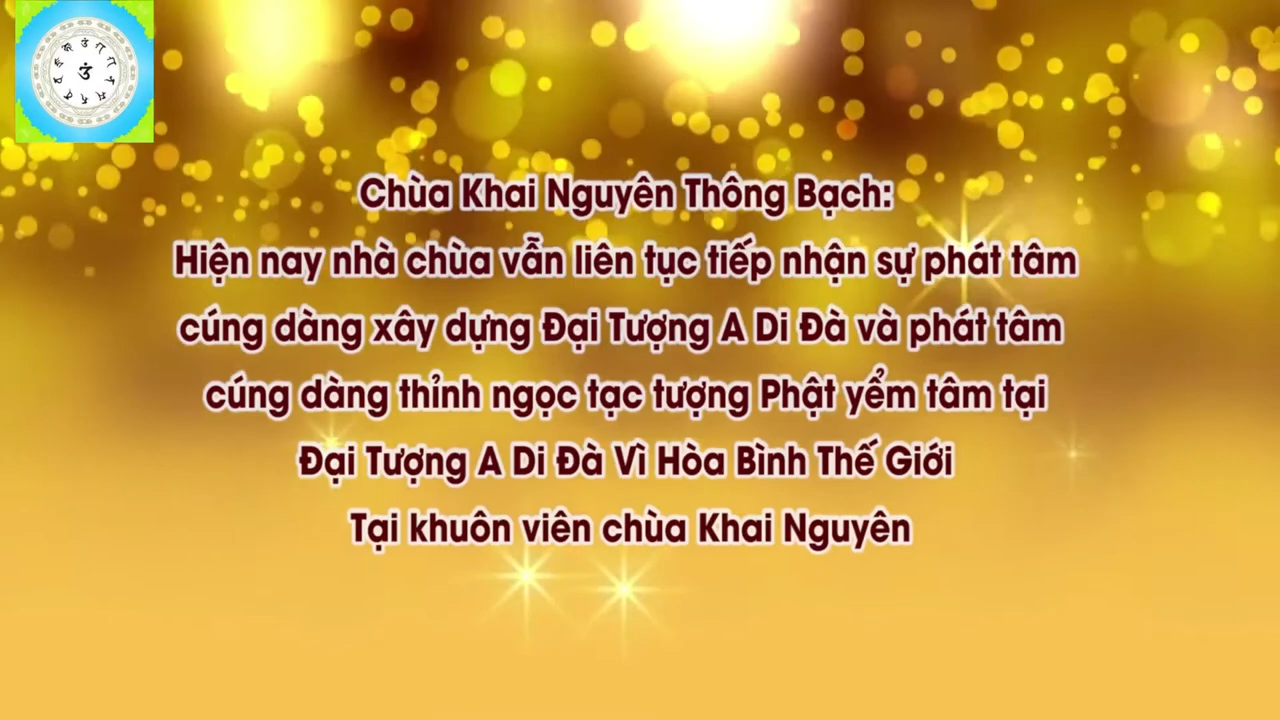 Chùa Khai Nguyên Thông Bạch:
Hiện nay nhà chùa vẫn liên tục tiếp nhận sự phát tâm
cúng dàng xây dựng Đại Tượng A Di Đà và phát tâm
cúng dàng thỉnh ngọc tạc tượng Phật yểm tâm tại
Đại Tượng A Di Đà Vì Hòa Bình Thế Giới
Tại khuôn viên chùa Khai Nguyên